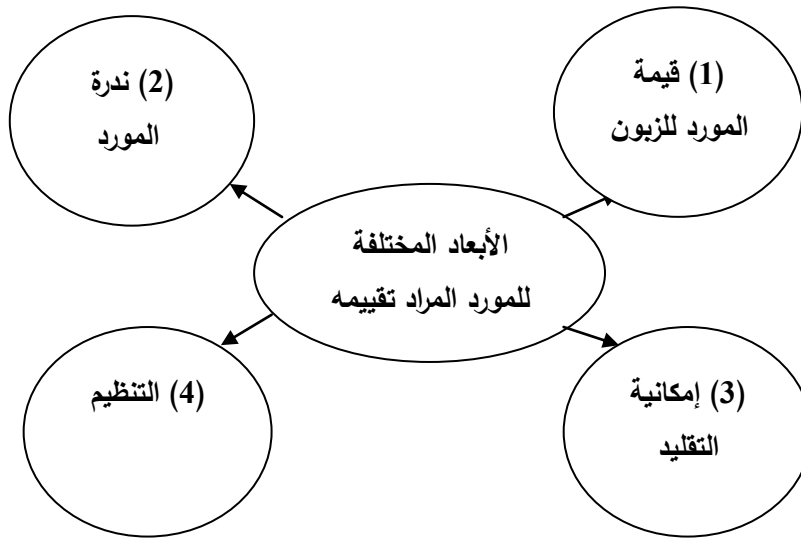 (1) قيمة
المورد للزبون
(2) ندرة
المورد
الأبعاد المختلفة
للمورد المراد تقييمه
(3) إمكانية
التقليد
(4) التنظيم